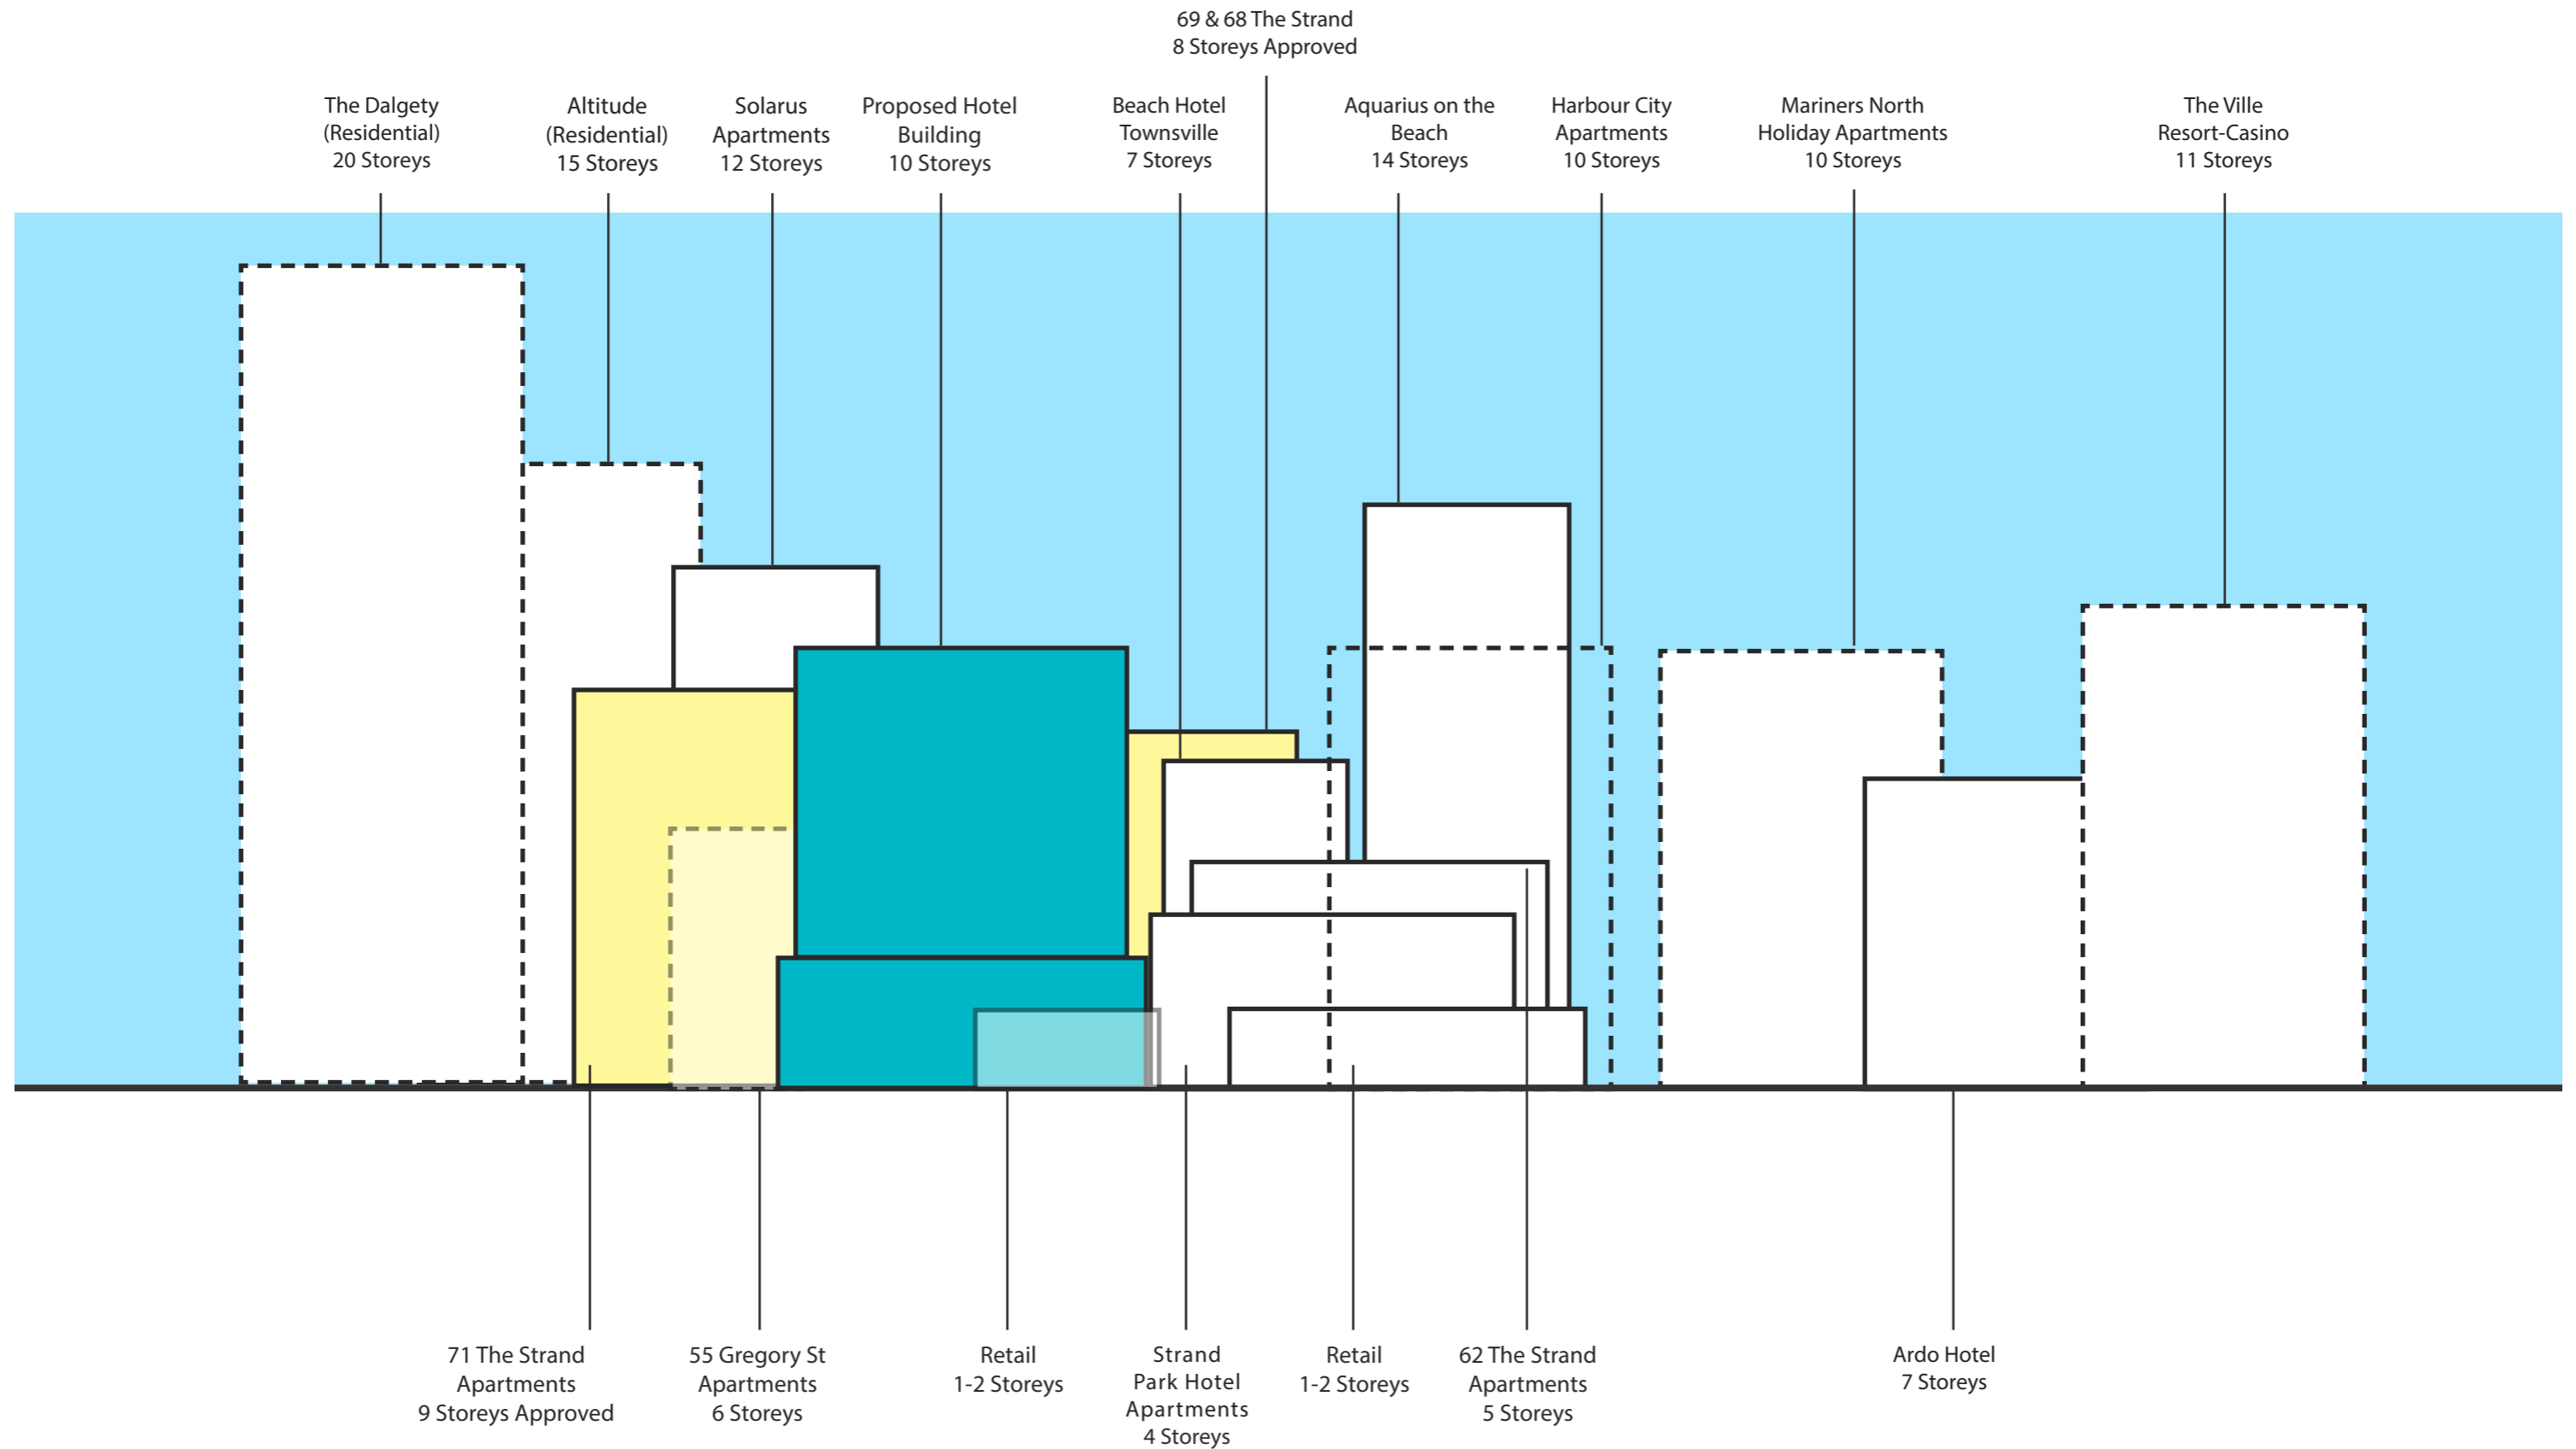 69 & 68 The Strand
8 Storeys Approved
The Dalgety
(Residential)
20 Storeys
Altitude
(Residential)
15 Storeys
Solarus
Apartments
12 Storeys
Proposed Hotel
Building
10 Storeys
Beach Hotel
Townsville
7 Storeys
Aquarius on the
Beach
14 Storeys
Harbour City
Apartments
10 Storeys
Mariners North
Holiday Apartments
10 Storeys
The Ville
Resort-Casino
11 Storeys
71 The Strand
Apartments
9 Storeys Approved
55 Gregory St
Apartments
6 Storeys
Retail
1-2 Storeys
Strand
Park Hotel
Apartments
4 Storeys
Retail
1-2 Storeys
62 The Strand
Apartments
5 Storeys
Ardo Hotel
7 Storeys